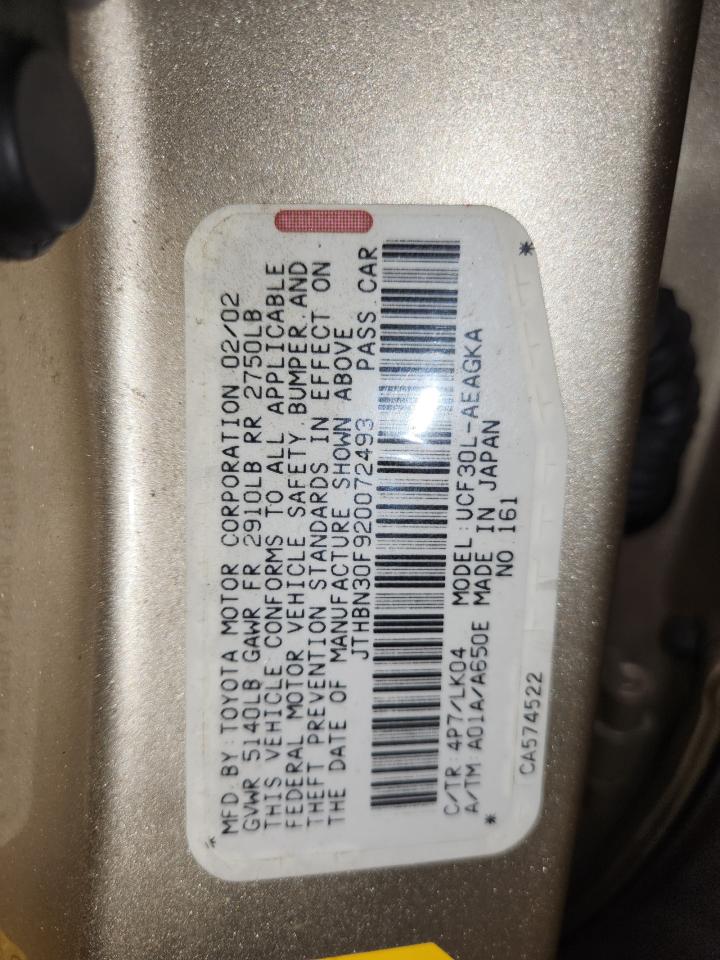 MFD. BY: TOYOTA MOTOR CORPORATION 02/02
GVWR 5140LB GAWR FR 2910LB RR 2750LB
THIS VEHICLE CONFORMS TO ALL APPLICABLE
FEDERAL MOTOR VEHICLE SAFETY, BUMPER, AND
THEFT PREVENTION STANDARDS IN EFFECT ON
THE DATE OF MANUFACTURE SHOWN ABOVE
JTHBN30F920072493 PASS. CAR
C/TR: 4P7/LK04 MODEL: UCF30L-AEAGKA
A/TM A01A/A650E MADE IN JAPAN
NO. 161
CA574522